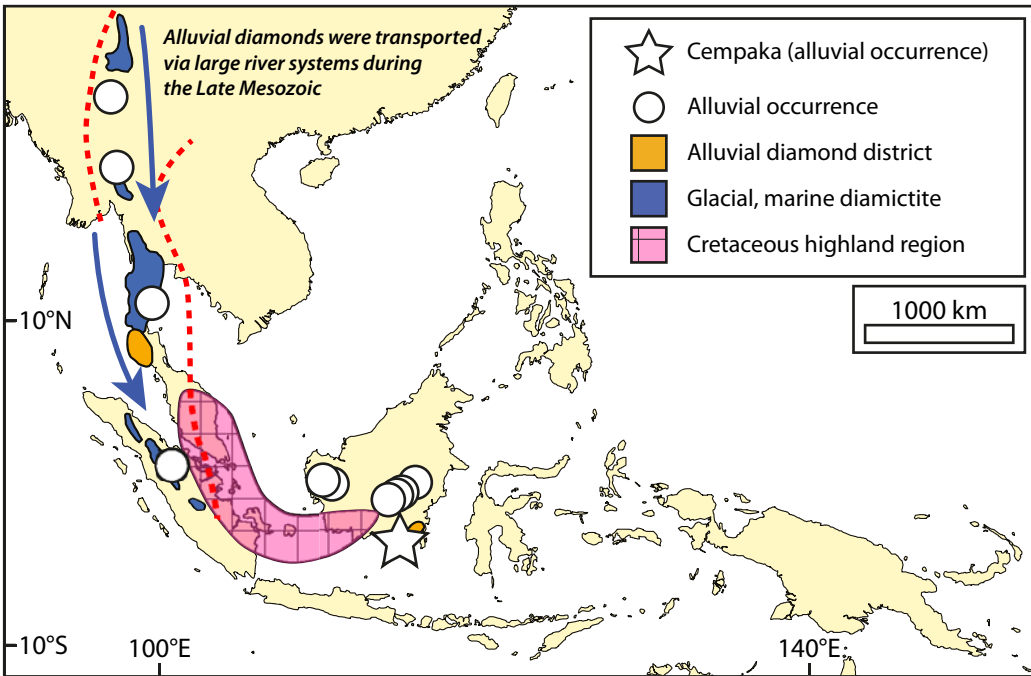 Alluvial diamonds were transported
via large river systems during
the Late Mesozoic
Cempaka (alluvial occurrence)
Alluvial occurrence
Alluvial diamond district
Glacial, marine diamictite
Cretaceous highland region
1000 km
10°N
10°S
100°E
140°E